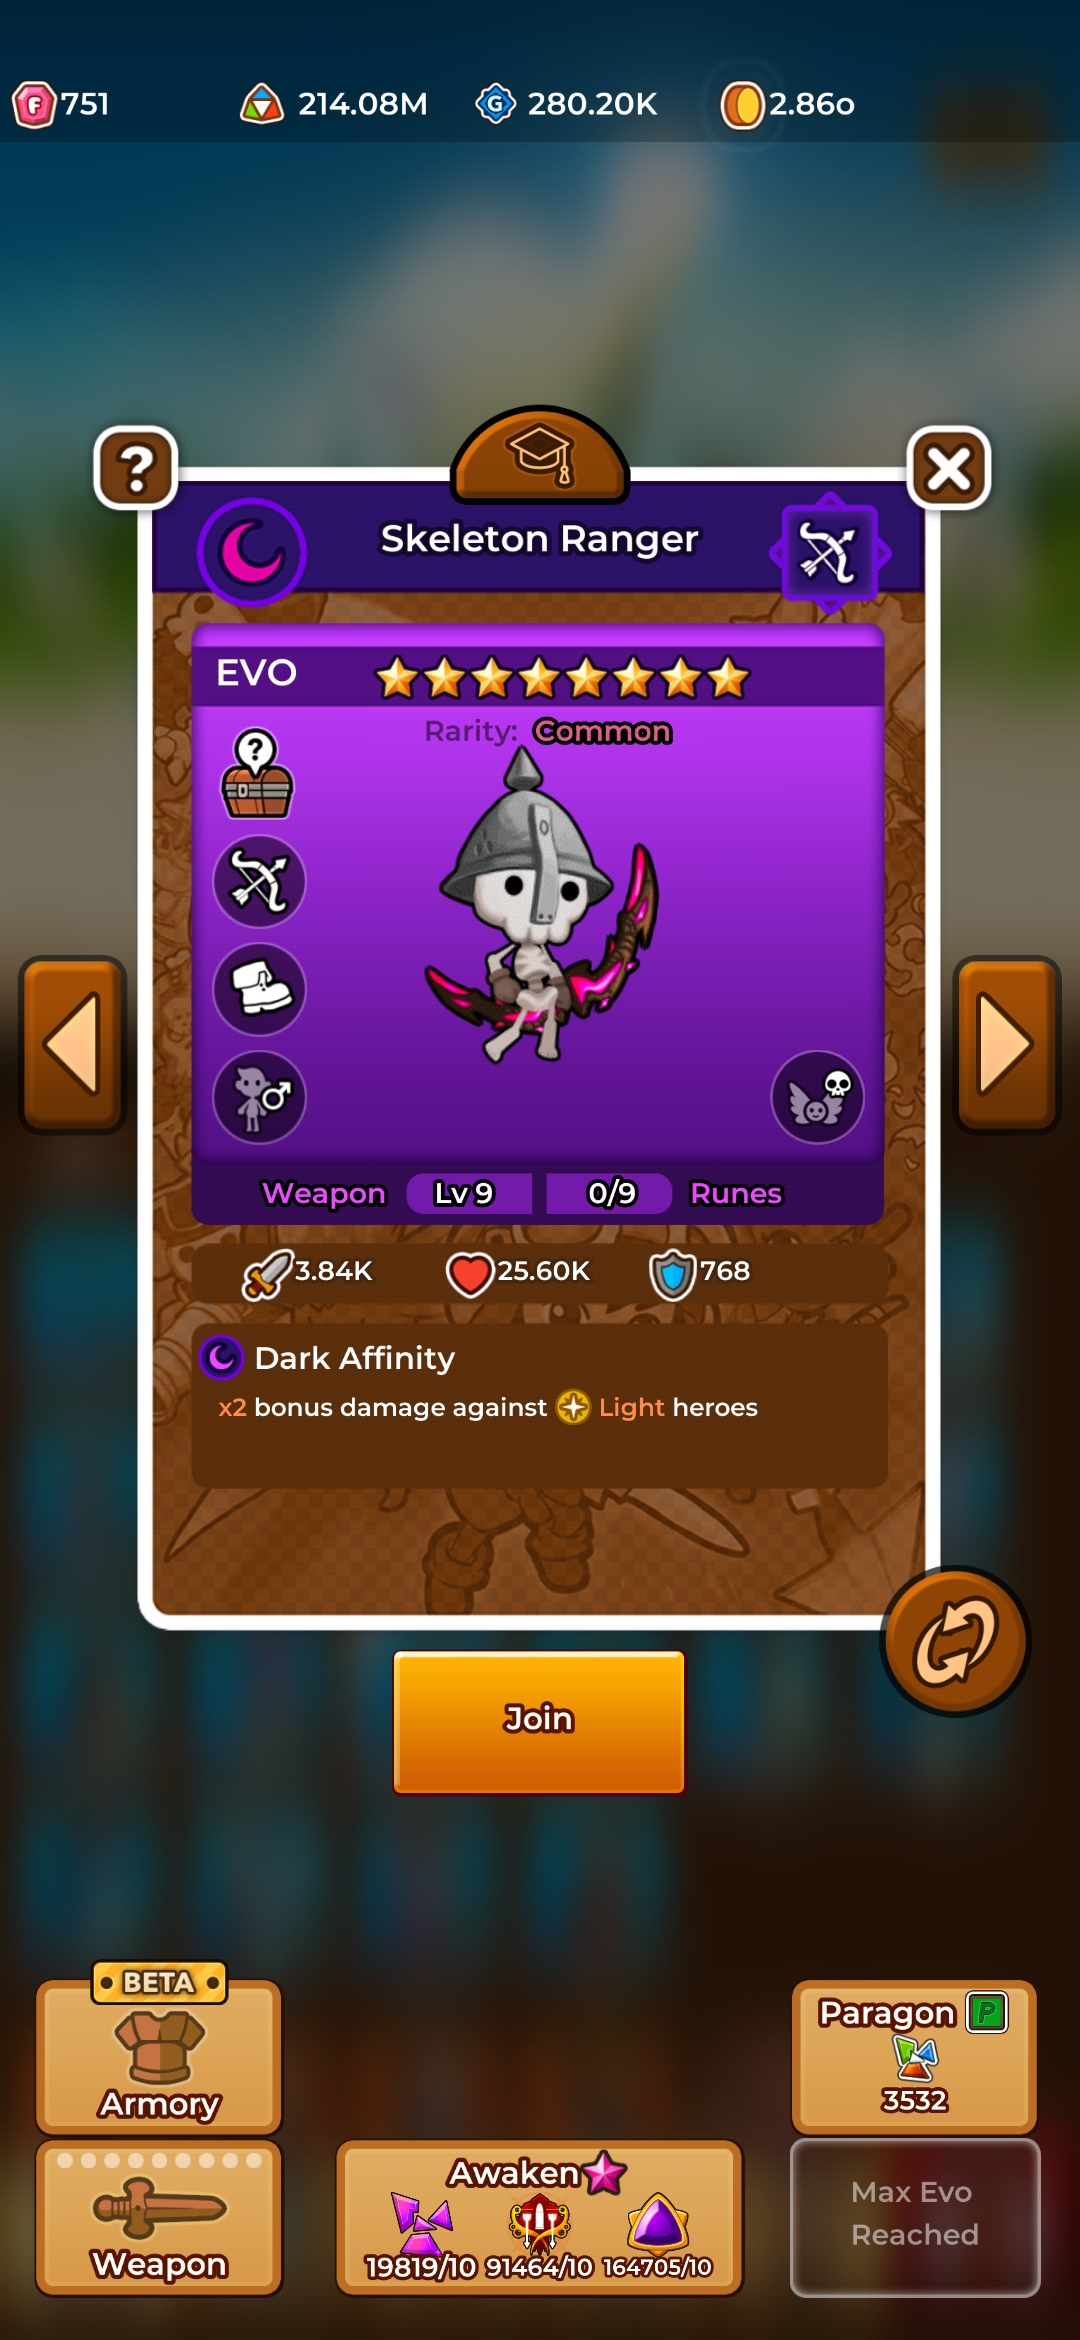 751 214.08M G 280.20K 2.86o
?
Skeleton Ranger
EVO
Rarity: Common
?
Weapon Lv 9 0/9 Runes
3.84K 25.60K 768
Dark Affinity
x2 bonus damage against Light heroes
Join
BETA
Armory
Paragon P
3532
Weapon
Awaken
19819/10 91464/10 164705/10
Max Evo
Reached